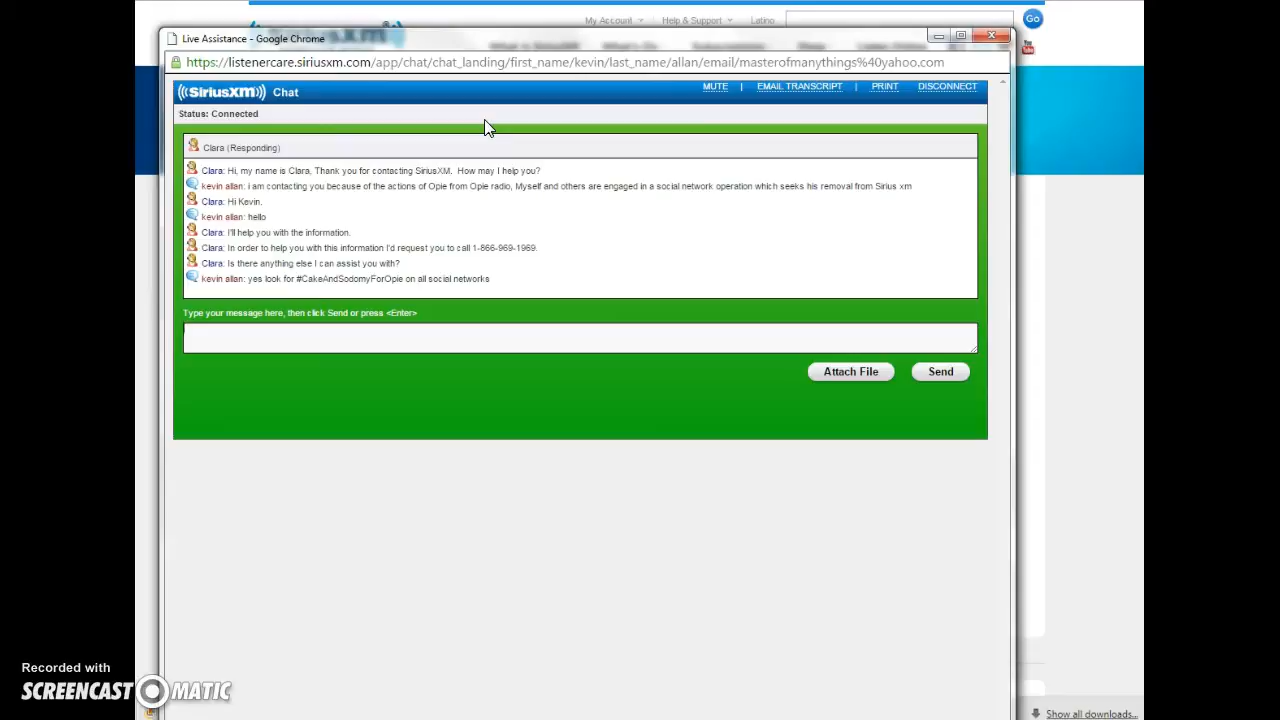 My Account
Help & Support
Latino
Go
Live Assistance - Google Chrome
https://listenercare.siriusxm.com/app/chat/chat_landing/first_name/kevin/last_name/allan/email/masterofmanythings%40yahoo.com
((SiriusXM)) Chat
MUTE | EMAIL TRANSCRIPT | PRINT DISCONNECT
Status: Connected
Clara (Responding)
Clara: Hi, my name is Clara, Thank you for contacting SiriusXM. How may I help you?
kevin allan: i am contacting you because of the actions of Opie from Opie radio, Myself and others are engaged in a social network operation which seeks his removal from Sirius xm
Clara: Hi Kevin.
kevin allan: hello
Clara: I'll help you with the information.
Clara: In order to help you with this information I'd request you to call 1-866-969-1969.
Clara: Is there anything else I can assist you with?
kevin allan: yes look for #CakeAndSodomyForOpie on all social networks
Type your message here, then click Send or press <Enter>
Attach File
Send
Recorded with
SCREENCAST O MATIC
Show all downloads...